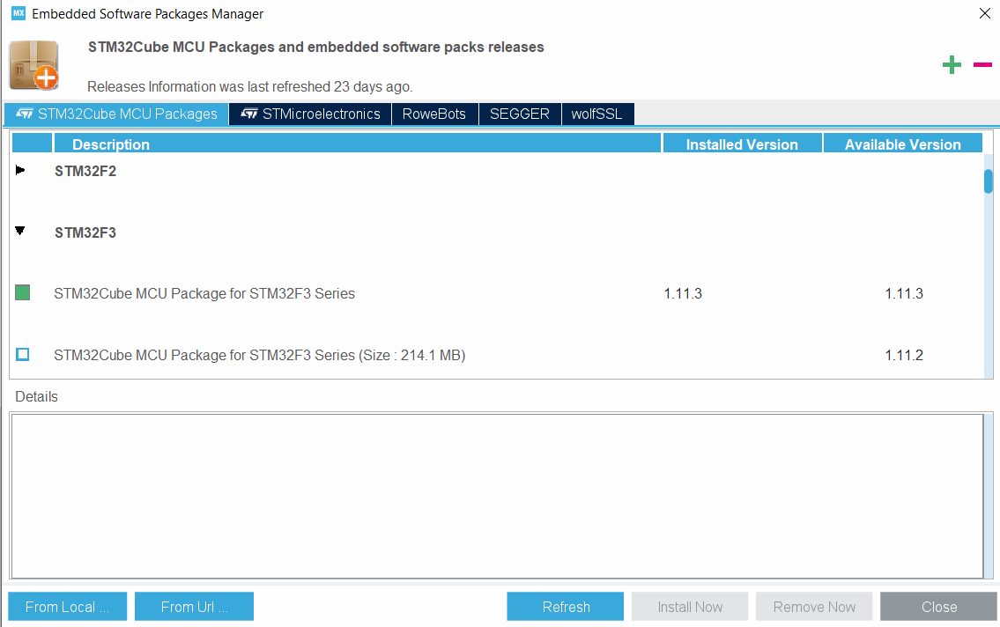 MX Embedded Software Packages Manager
STM32Cube MCU Packages and embedded software packs releases
Releases Information was last refreshed 23 days ago.
STM32Cube MCU Packages STMicroelectronics RoweBots SEGGER wolfSSL
Description Installed Version Available Version
STM32F2
STM32F3
STM32Cube MCU Package for STM32F3 Series 1.11.3 1.11.3
STM32Cube MCU Package for STM32F3 Series (Size : 214.1 MB) 1.11.2
Details
From Local ... From Url ... Refresh Install Now Remove Now Close